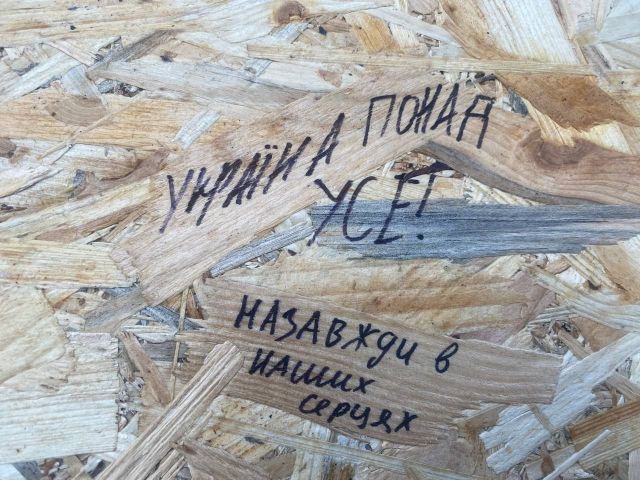 УКРАЇНА ПОНАД
УСЕ!
НАЗАВЖДИ в
НАШИХ
серцях